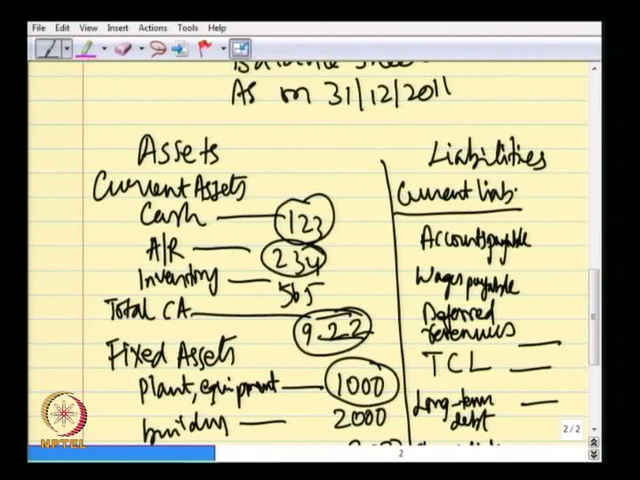 File Edit View Insert Actions Tools Help
Balance Sheet
As on 31/12/2011
Assets
Current Assets
Cash — 123
A/R — 234
Inventory — 565
Total CA — 922
Fixed Assets
Plant, equipment — 1000
building — 2000
Liabilities
Current liab.
Accounts payable
Wages payable
Deferred revenues
TCL —
Long-term debt —
NPTEL
2/2
2